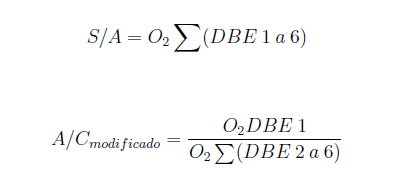 S/A = O₂ ∑(DBE 1 a 6)
A/C_modificado = O₂DBE 1 / O₂ ∑(DBE 2 a 6)